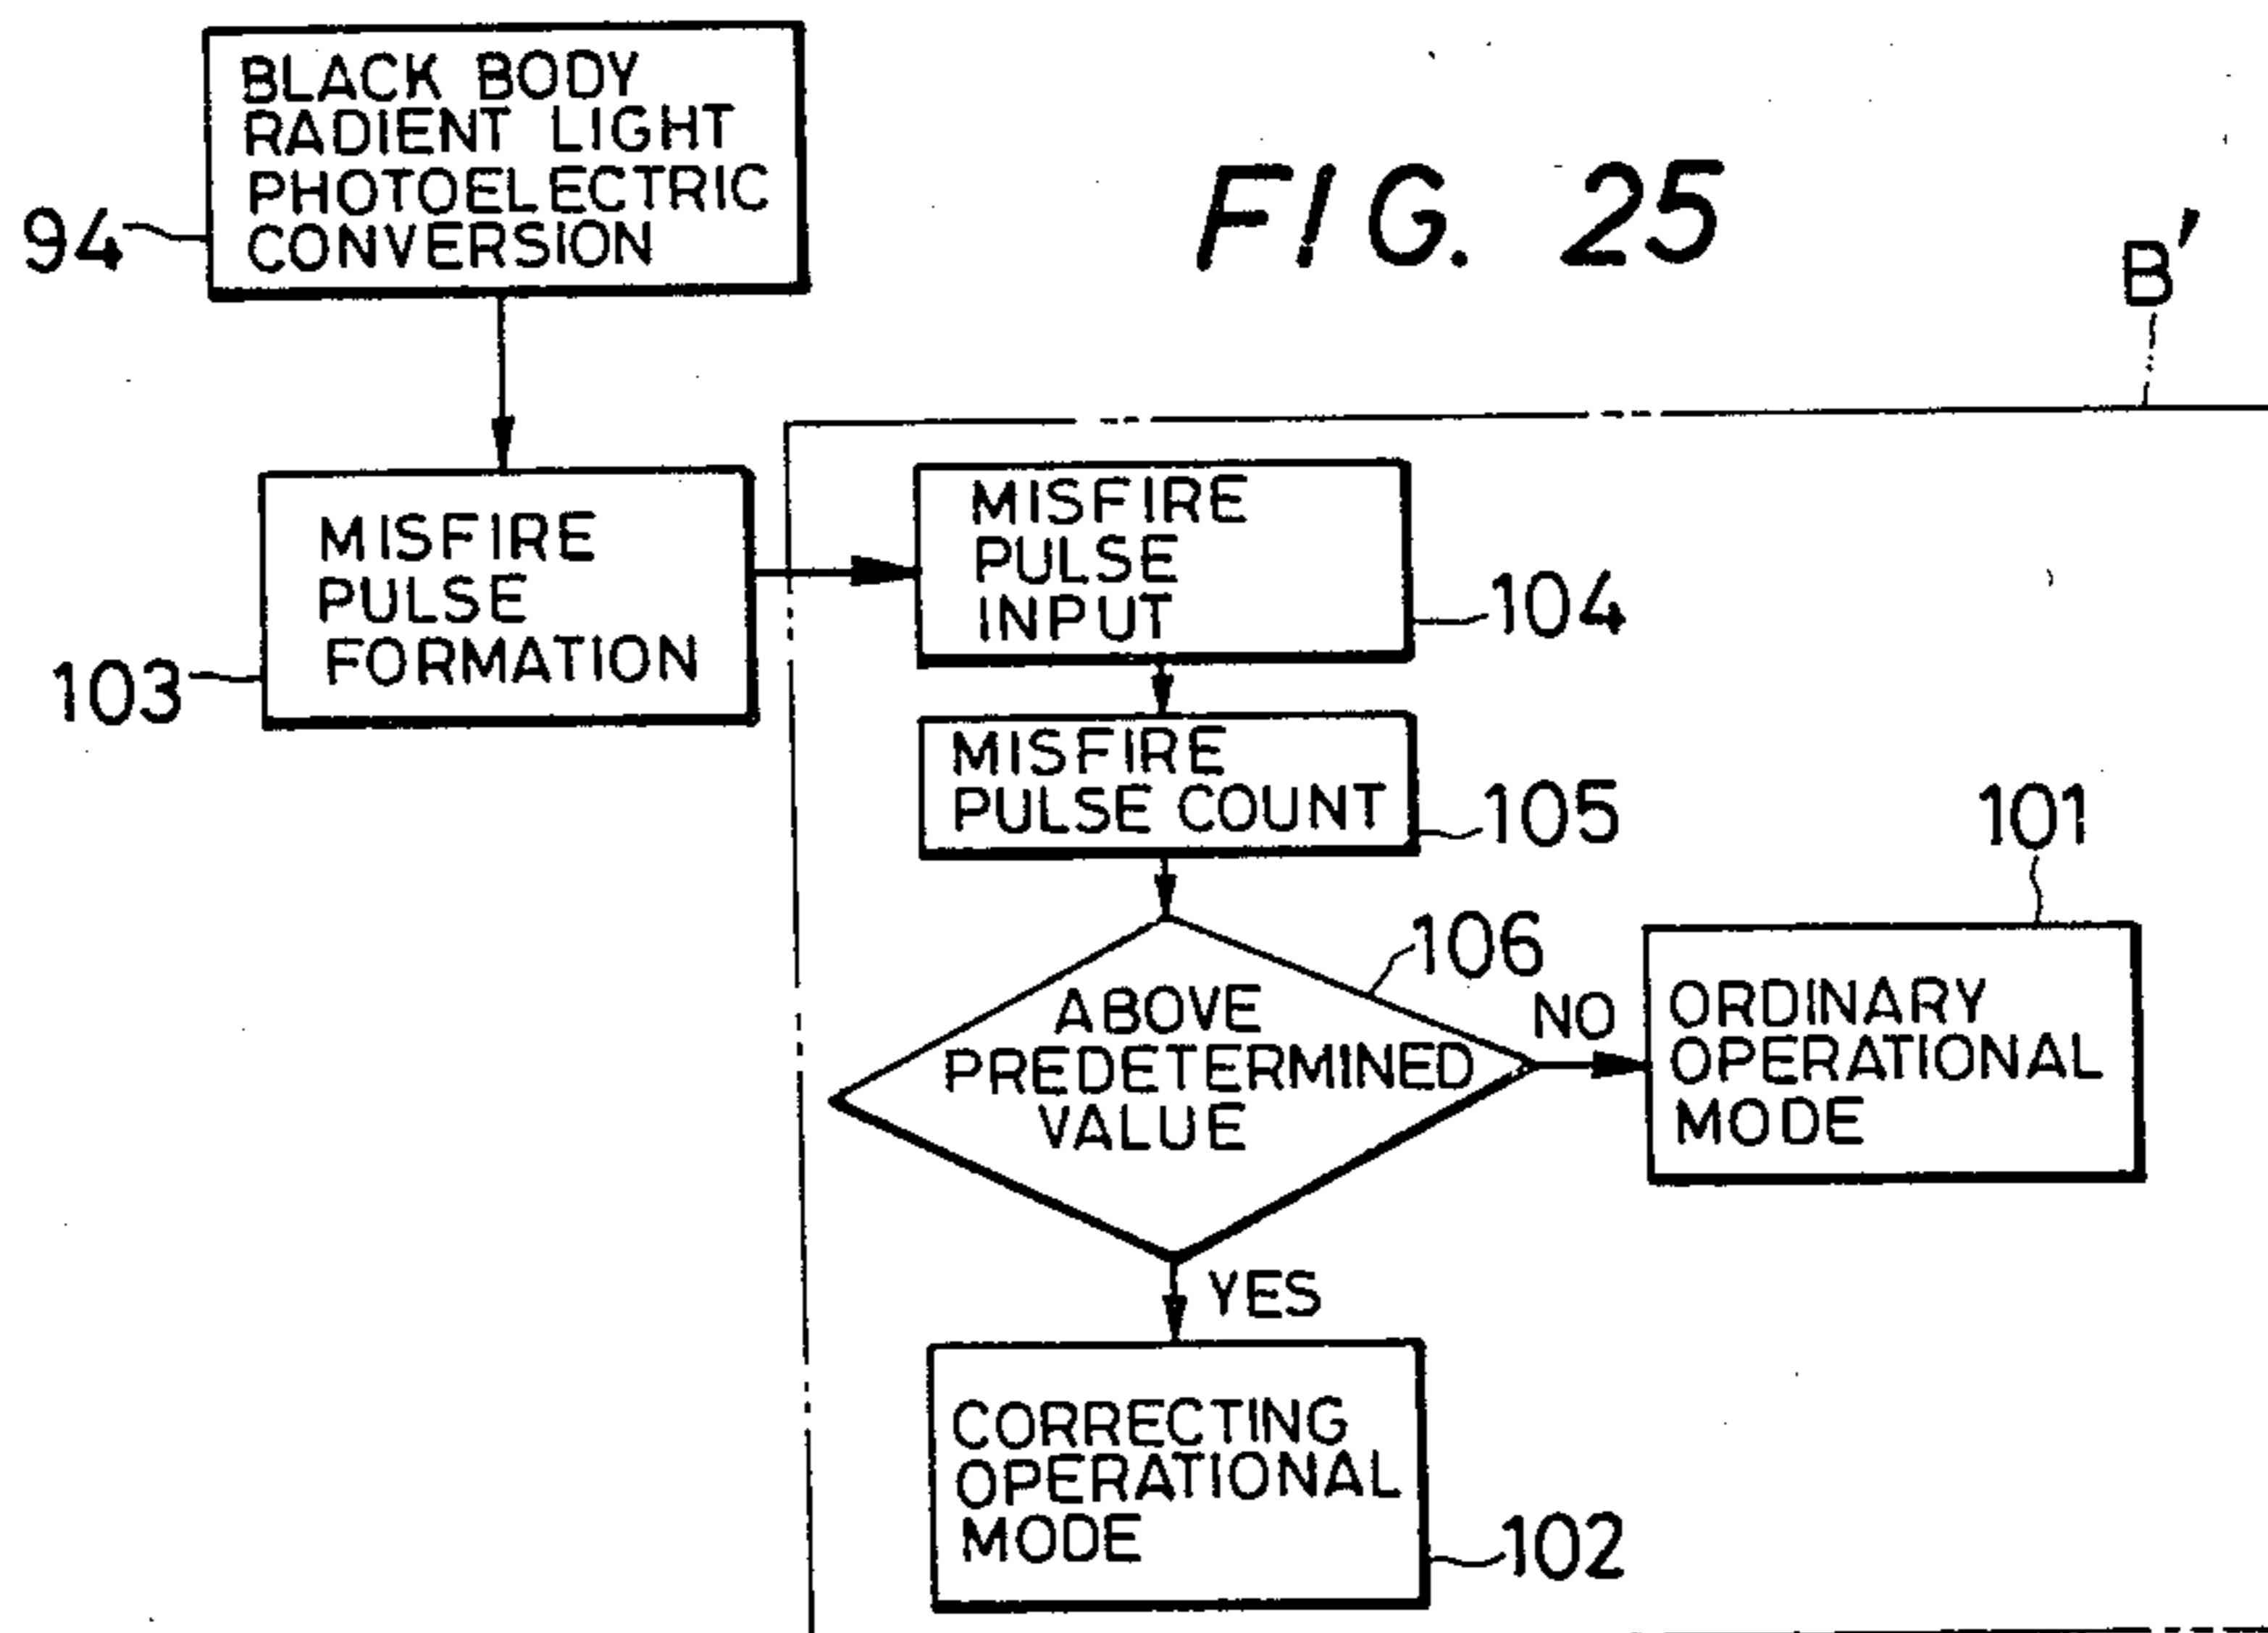 BLACK BODY
RADIENT LIGHT
PHOTOELECTRIC
CONVERSION
94
FIG. 25
B'
MISFIRE
PULSE
FORMATION
103
MISFIRE
PULSE
INPUT
104
MISFIRE
PULSE COUNT
105
101
106
ABOVE
PREDETERMINED
VALUE
NO
ORDINARY
OPERATIONAL
MODE
YES
CORRECTING
OPERATIONAL
MODE
102